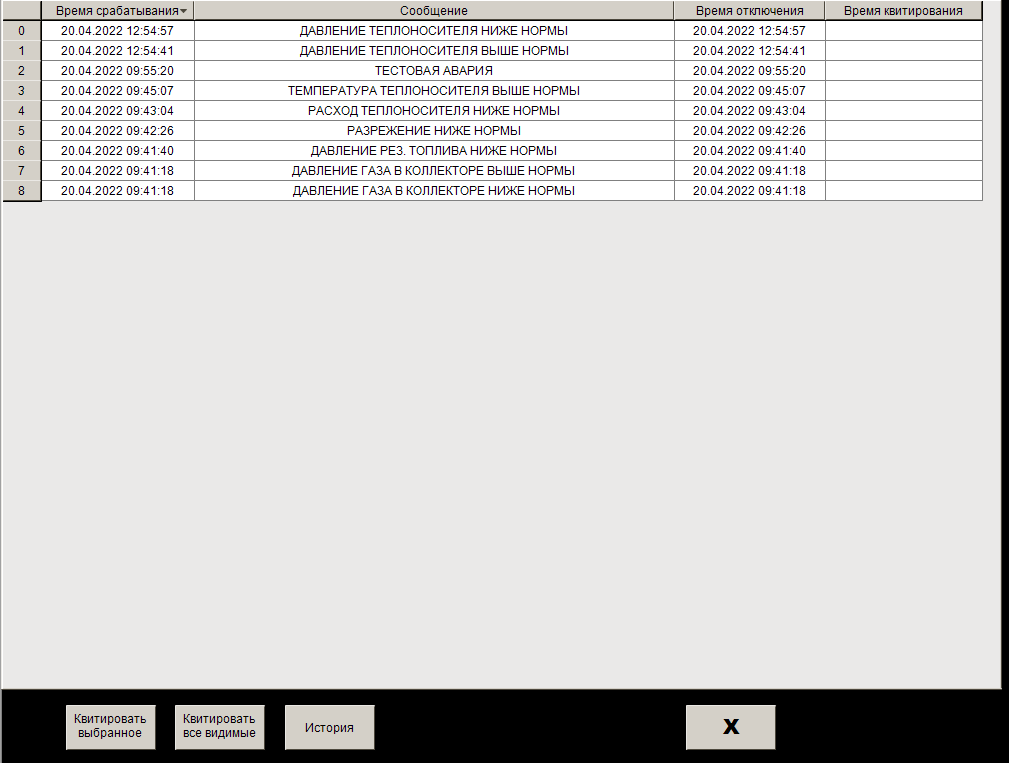 Время срабатывания Сообщение Время отключения Время квитирования
0 20.04.2022 12:54:57 ДАВЛЕНИЕ ТЕПЛОНОСИТЕЛЯ НИЖЕ НОРМЫ 20.04.2022 12:54:57
1 20.04.2022 12:54:41 ДАВЛЕНИЕ ТЕПЛОНОСИТЕЛЯ ВЫШЕ НОРМЫ 20.04.2022 12:54:41
2 20.04.2022 09:55:20 ТЕСТОВАЯ АВАРИЯ 20.04.2022 09:55:20
3 20.04.2022 09:45:07 ТЕМПЕРАТУРА ТЕПЛОНОСИТЕЛЯ ВЫШЕ НОРМЫ 20.04.2022 09:45:07
4 20.04.2022 09:43:04 РАСХОД ТЕПЛОНОСИТЕЛЯ НИЖЕ НОРМЫ 20.04.2022 09:43:04
5 20.04.2022 09:42:26 РАЗРЕЖЕНИЕ НИЖЕ НОРМЫ 20.04.2022 09:42:26
6 20.04.2022 09:41:40 ДАВЛЕНИЕ РЕЗ. ТОПЛИВА НИЖЕ НОРМЫ 20.04.2022 09:41:40
7 20.04.2022 09:41:18 ДАВЛЕНИЕ ГАЗА В КОЛЛЕКТОРЕ ВЫШЕ НОРМЫ 20.04.2022 09:41:18
8 20.04.2022 09:41:18 ДАВЛЕНИЕ ГАЗА В КОЛЛЕКТОРЕ НИЖЕ НОРМЫ 20.04.2022 09:41:18
Квитировать
выбранное
Квитировать
все видимые
История
X